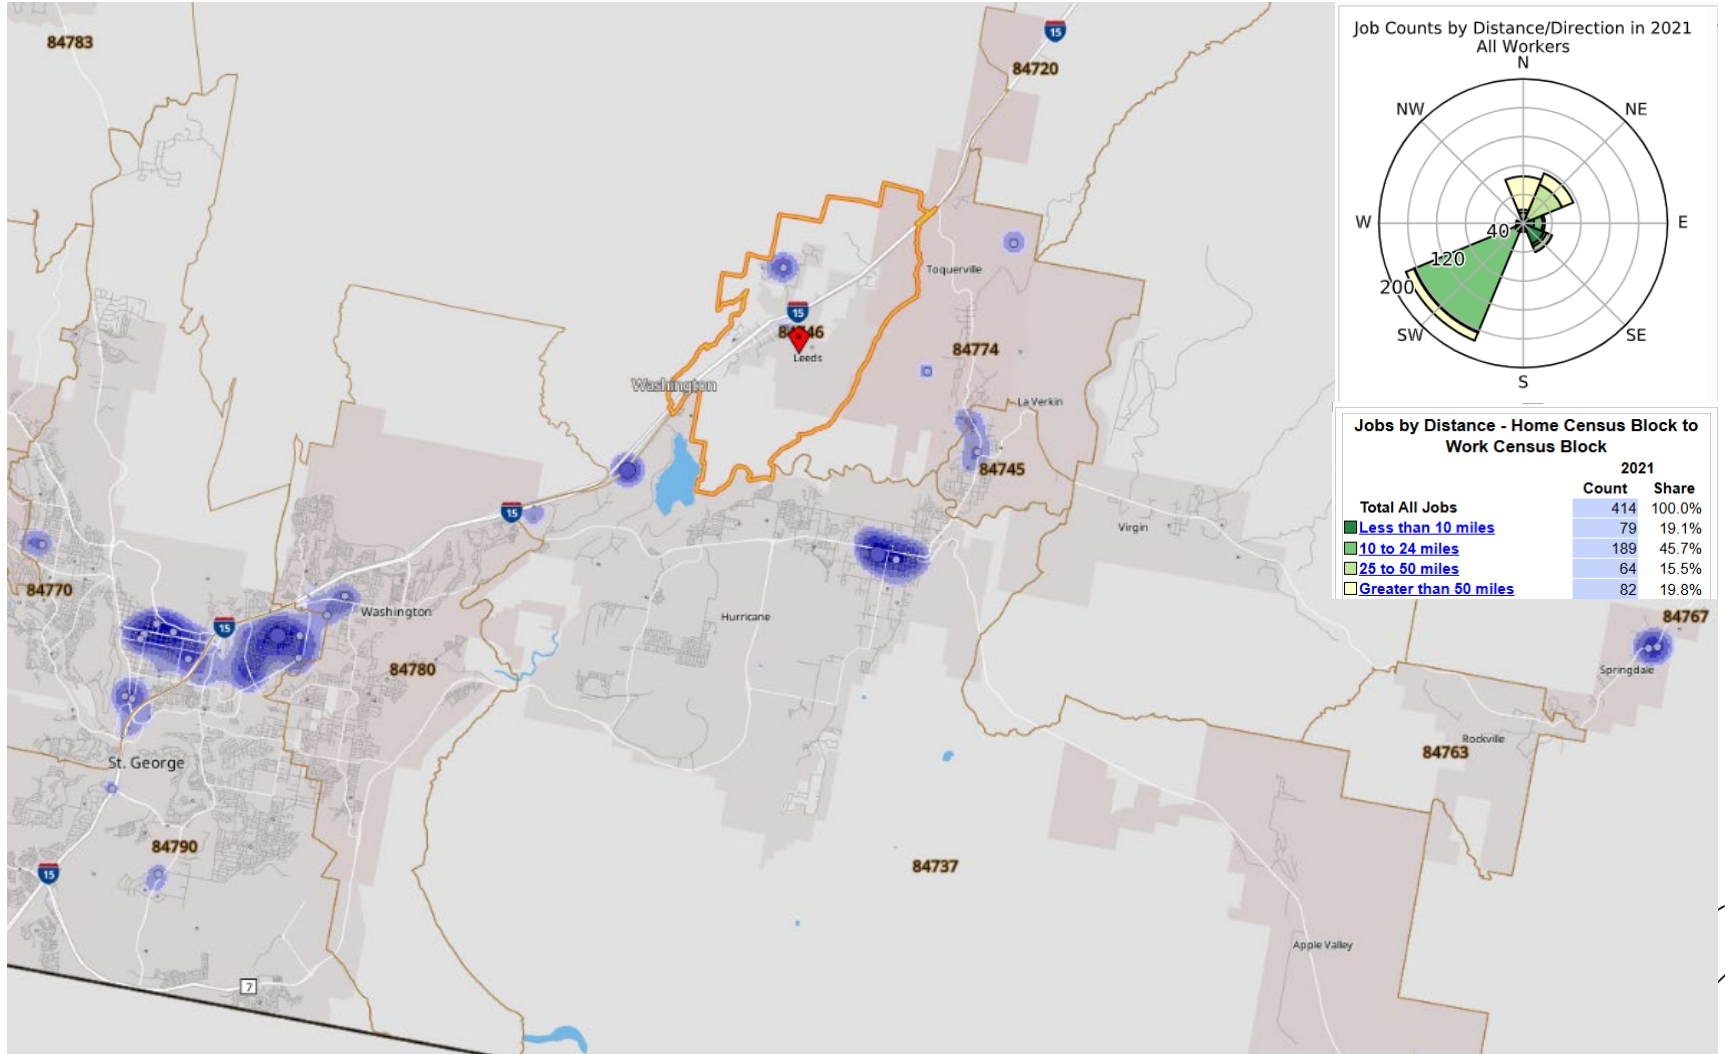 84783
15
84720
Toquerville
15
84746
Leeds
84774
Washington
La Verkin
84745
15
Virgin
84770
15
Washington
Hurricane
84780
84767
Springdale
Rockville
84763
St. George
84790
15
84737
Apple Valley
7
Job Counts by Distance/Direction in 2021
All Workers
N
NW
NE
W
E
40
120
200
SW
SE
S
Jobs by Distance - Home Census Block to
Work Census Block
2021
Count Share
Total All Jobs 414 100.0%
Less than 10 miles 79 19.1%
10 to 24 miles 189 45.7%
25 to 50 miles 64 15.5%
Greater than 50 miles 82 19.8%